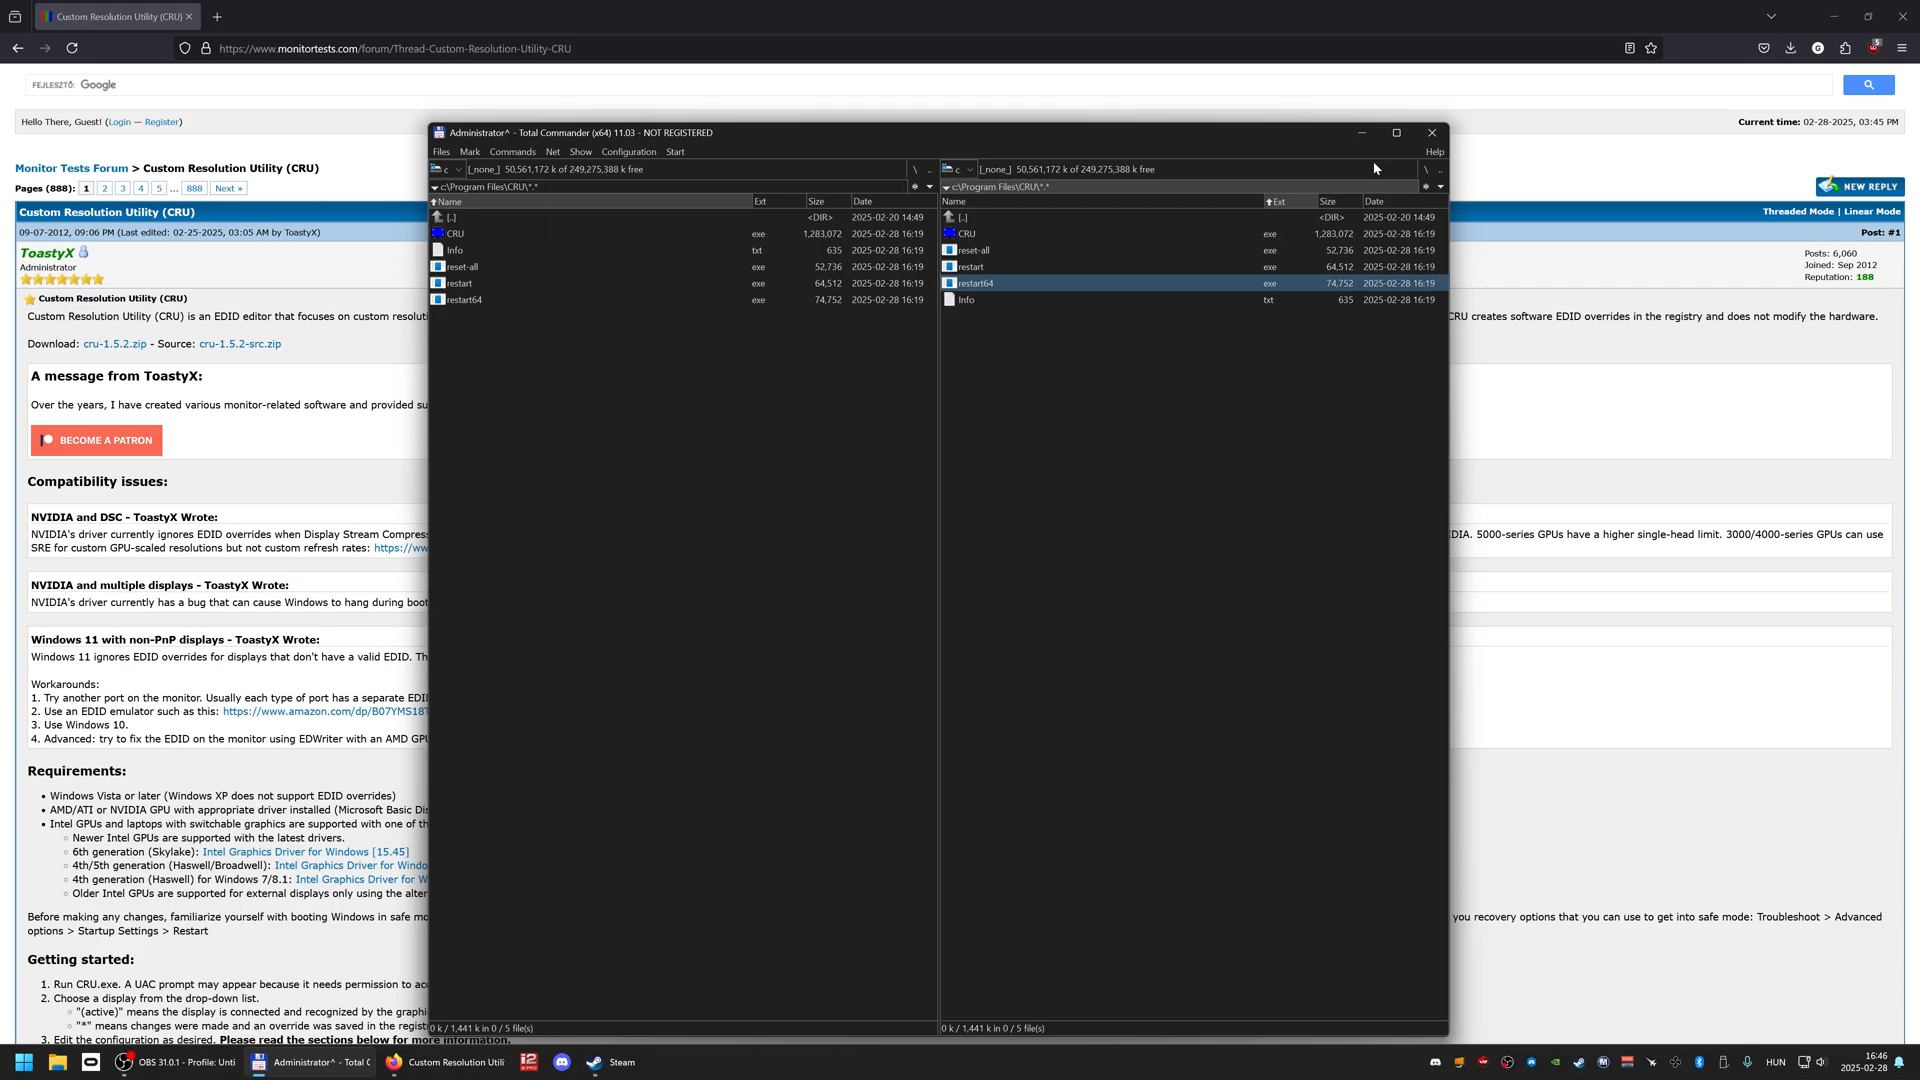 Custom Resolution Utility (CRU)
https://www.monitortests.com/forum/Thread-Custom-Resolution-Utility-CRU
5
FEJLESZTŐ: Google
Hello There, Guest! (Login — Register)
Current time: 02-28-2025, 03:45 PM
Monitor Tests Forum > Custom Resolution Utility (CRU)
Pages (888): 1 2 3 4 5 ... 888 Next »
NEW REPLY
Custom Resolution Utility (CRU)
Threaded Mode | Linear Mode
09-07-2012, 09:06 PM (Last edited: 02-25-2025, 03:05 AM by ToastyX)
Post: #1
ToastyX
Administrator
Posts: 6,060
Joined: Sep 2012
Reputation: 188
Custom Resolution Utility (CRU)
Custom Resolution Utility (CRU) is an EDID editor that focuses on custom resoluti
CRU creates software EDID overrides in the registry and does not modify the hardware.
Download: cru-1.5.2.zip - Source: cru-1.5.2-src.zip
A message from ToastyX:
Over the years, I have created various monitor-related software and provided su
BECOME A PATRON
Compatibility issues:
NVIDIA and DSC - ToastyX Wrote:
NVIDIA's driver currently ignores EDID overrides when Display Stream Compres
IDIA. 5000-series GPUs have a higher single-head limit. 3000/4000-series GPUs can use
SRE for custom GPU-scaled resolutions but not custom refresh rates: https://ww
NVIDIA and multiple displays - ToastyX Wrote:
NVIDIA's driver currently has a bug that can cause Windows to hang during boot
Windows 11 with non-PnP displays - ToastyX Wrote:
Windows 11 ignores EDID overrides for displays that don't have a valid EDID. Th
Workarounds:
1. Try another port on the monitor. Usually each type of port has a separate EDI
2. Use an EDID emulator such as this: https://www.amazon.com/dp/B07YMS18T
3. Use Windows 10.
4. Advanced: try to fix the EDID on the monitor using EDWriter with an AMD GPU
Requirements:
• Windows Vista or later (Windows XP does not support EDID overrides)
• AMD/ATI or NVIDIA GPU with appropriate driver installed (Microsoft Basic Dis
• Intel GPUs and laptops with switchable graphics are supported with one of th
Newer Intel GPUs are supported with the latest drivers.
6th generation (Skylake): Intel Graphics Driver for Windows [15.45]
4th/5th generation (Haswell/Broadwell): Intel Graphics Driver for Windo
4th generation (Haswell) for Windows 7/8.1: Intel Graphics Driver for W
Older Intel GPUs are supported for external displays only using the alter
Before making any changes, familiarize yourself with booting Windows in safe mo
you recovery options that you can use to get into safe mode: Troubleshoot > Advanced
options > Startup Settings > Restart
Getting started:
1. Run CRU.exe. A UAC prompt may appear because it needs permission to acc
2. Choose a display from the drop-down list.
"(active)" means the display is connected and recognized by the graphi
"*" means changes were made and an override was saved in the regist
3. Edit the configuration as desired. Please read the sections below for more information.
Administrator^ - Total Commander (x64) 11.03 - NOT REGISTERED
Files Mark Commands Net Show Configuration Start Help
c [_none_] 50,561,172 k of 249,275,388 k free \ ..
c:\Program Files\CRU\*.* * ▼
Name Ext Size Date
[..] <DIR> 2025-02-20 14:49
CRU exe 1,283,072 2025-02-28 16:19
Info txt 635 2025-02-28 16:19
reset-all exe 52,736 2025-02-28 16:19
restart exe 64,512 2025-02-28 16:19
restart64 exe 74,752 2025-02-28 16:19
0 k / 1,441 k in 0 / 5 file(s)
c [_none_] 50,561,172 k of 249,275,388 k free \ ..
c:\Program Files\CRU\*.* * ▼
Name Ext Size Date
[..] <DIR> 2025-02-20 14:49
CRU exe 1,283,072 2025-02-28 16:19
reset-all exe 52,736 2025-02-28 16:19
restart exe 64,512 2025-02-28 16:19
restart64 exe 74,752 2025-02-28 16:19
Info txt 635 2025-02-28 16:19
0 k / 1,441 k in 0 / 5 file(s)
OBS 31.0.1 - Profile: Unti
Administrator^ - Total C
Custom Resolution Utili
Steam
HUN
16:46
2025-02-28